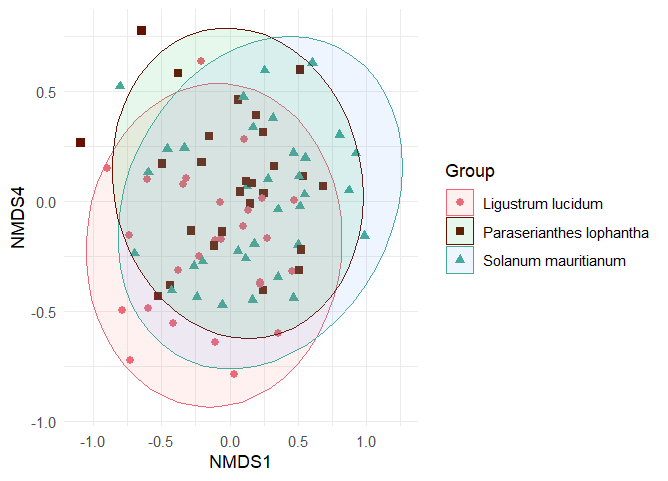 0.5
0.0
-0.5
-1.0
NMDS4
-1.0 -0.5 0.0 0.5 1.0
NMDS1
Group
Ligustrum lucidum
Paraserianthes lophantha
Solanum mauritianum